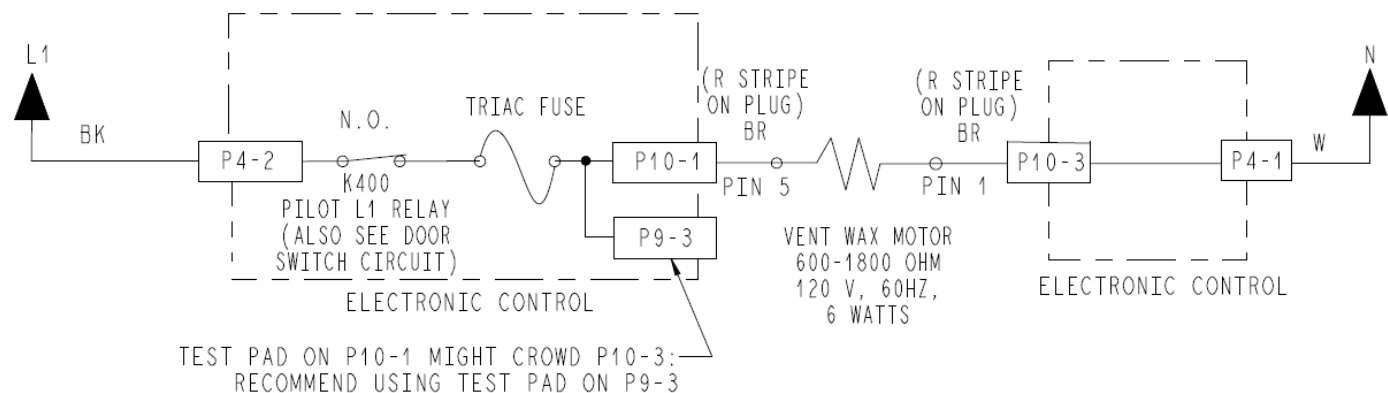 L1
BK
P4-2
N.O.
K400
PILOT L1 RELAY
(ALSO SEE DOOR
SWITCH CIRCUIT)
TRIAC FUSE
P10-1
P9-3
ELECTRONIC CONTROL
TEST PAD ON P10-1 MIGHT CROWD P10-3:
RECOMMEND USING TEST PAD ON P9-3
(R STRIPE
ON PLUG)
BR
PIN 5
VENT WAX MOTOR
600-1800 OHM
120 V, 60HZ,
6 WATTS
(R STRIPE
ON PLUG)
BR
PIN 1
P10-3
P4-1
ELECTRONIC CONTROL
W
N